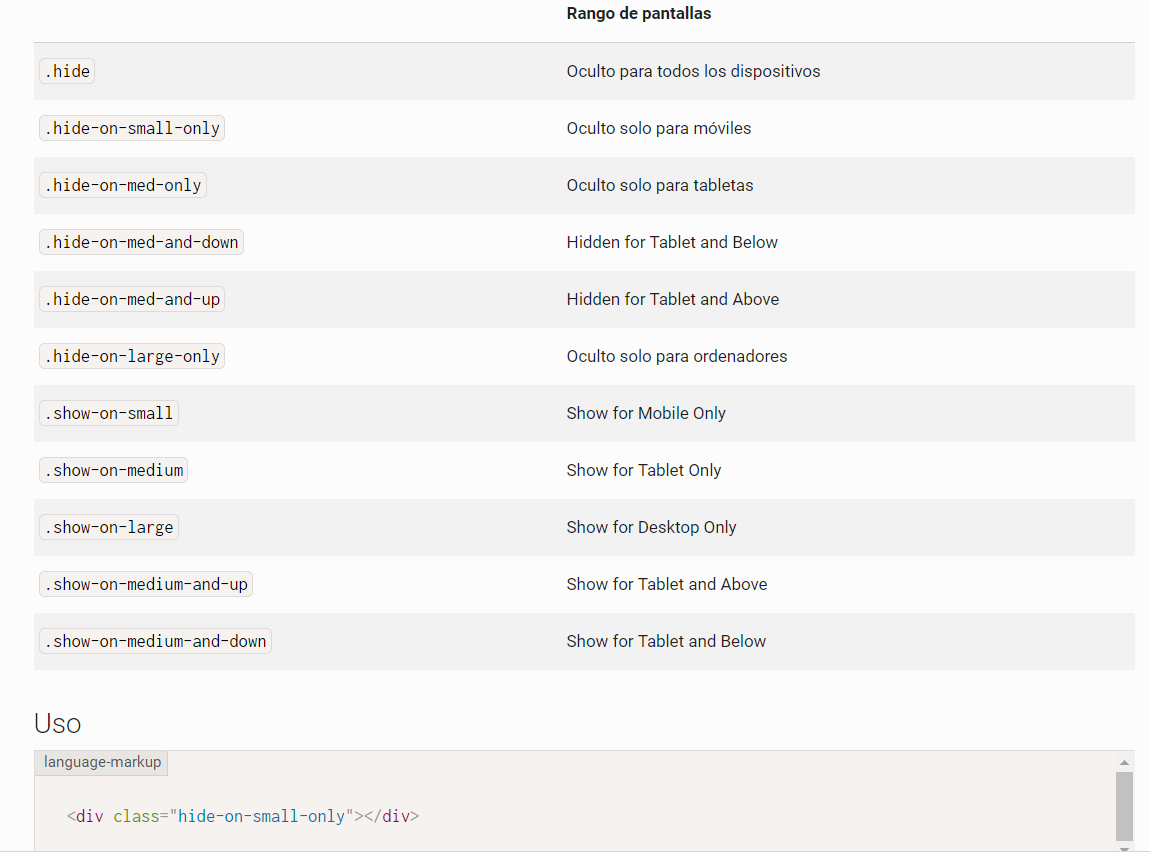 Rango de pantallas
.hide Oculto para todos los dispositivos
.hide-on-small-only Oculto solo para móviles
.hide-on-med-only Oculto solo para tabletas
.hide-on-med-and-down Hidden for Tablet and Below
.hide-on-med-and-up Hidden for Tablet and Above
.hide-on-large-only Oculto solo para ordenadores
.show-on-small Show for Mobile Only
.show-on-medium Show for Tablet Only
.show-on-large Show for Desktop Only
.show-on-medium-and-up Show for Tablet and Above
.show-on-medium-and-down Show for Tablet and Below
Uso
language-markup
<div class="hide-on-small-only"></div>